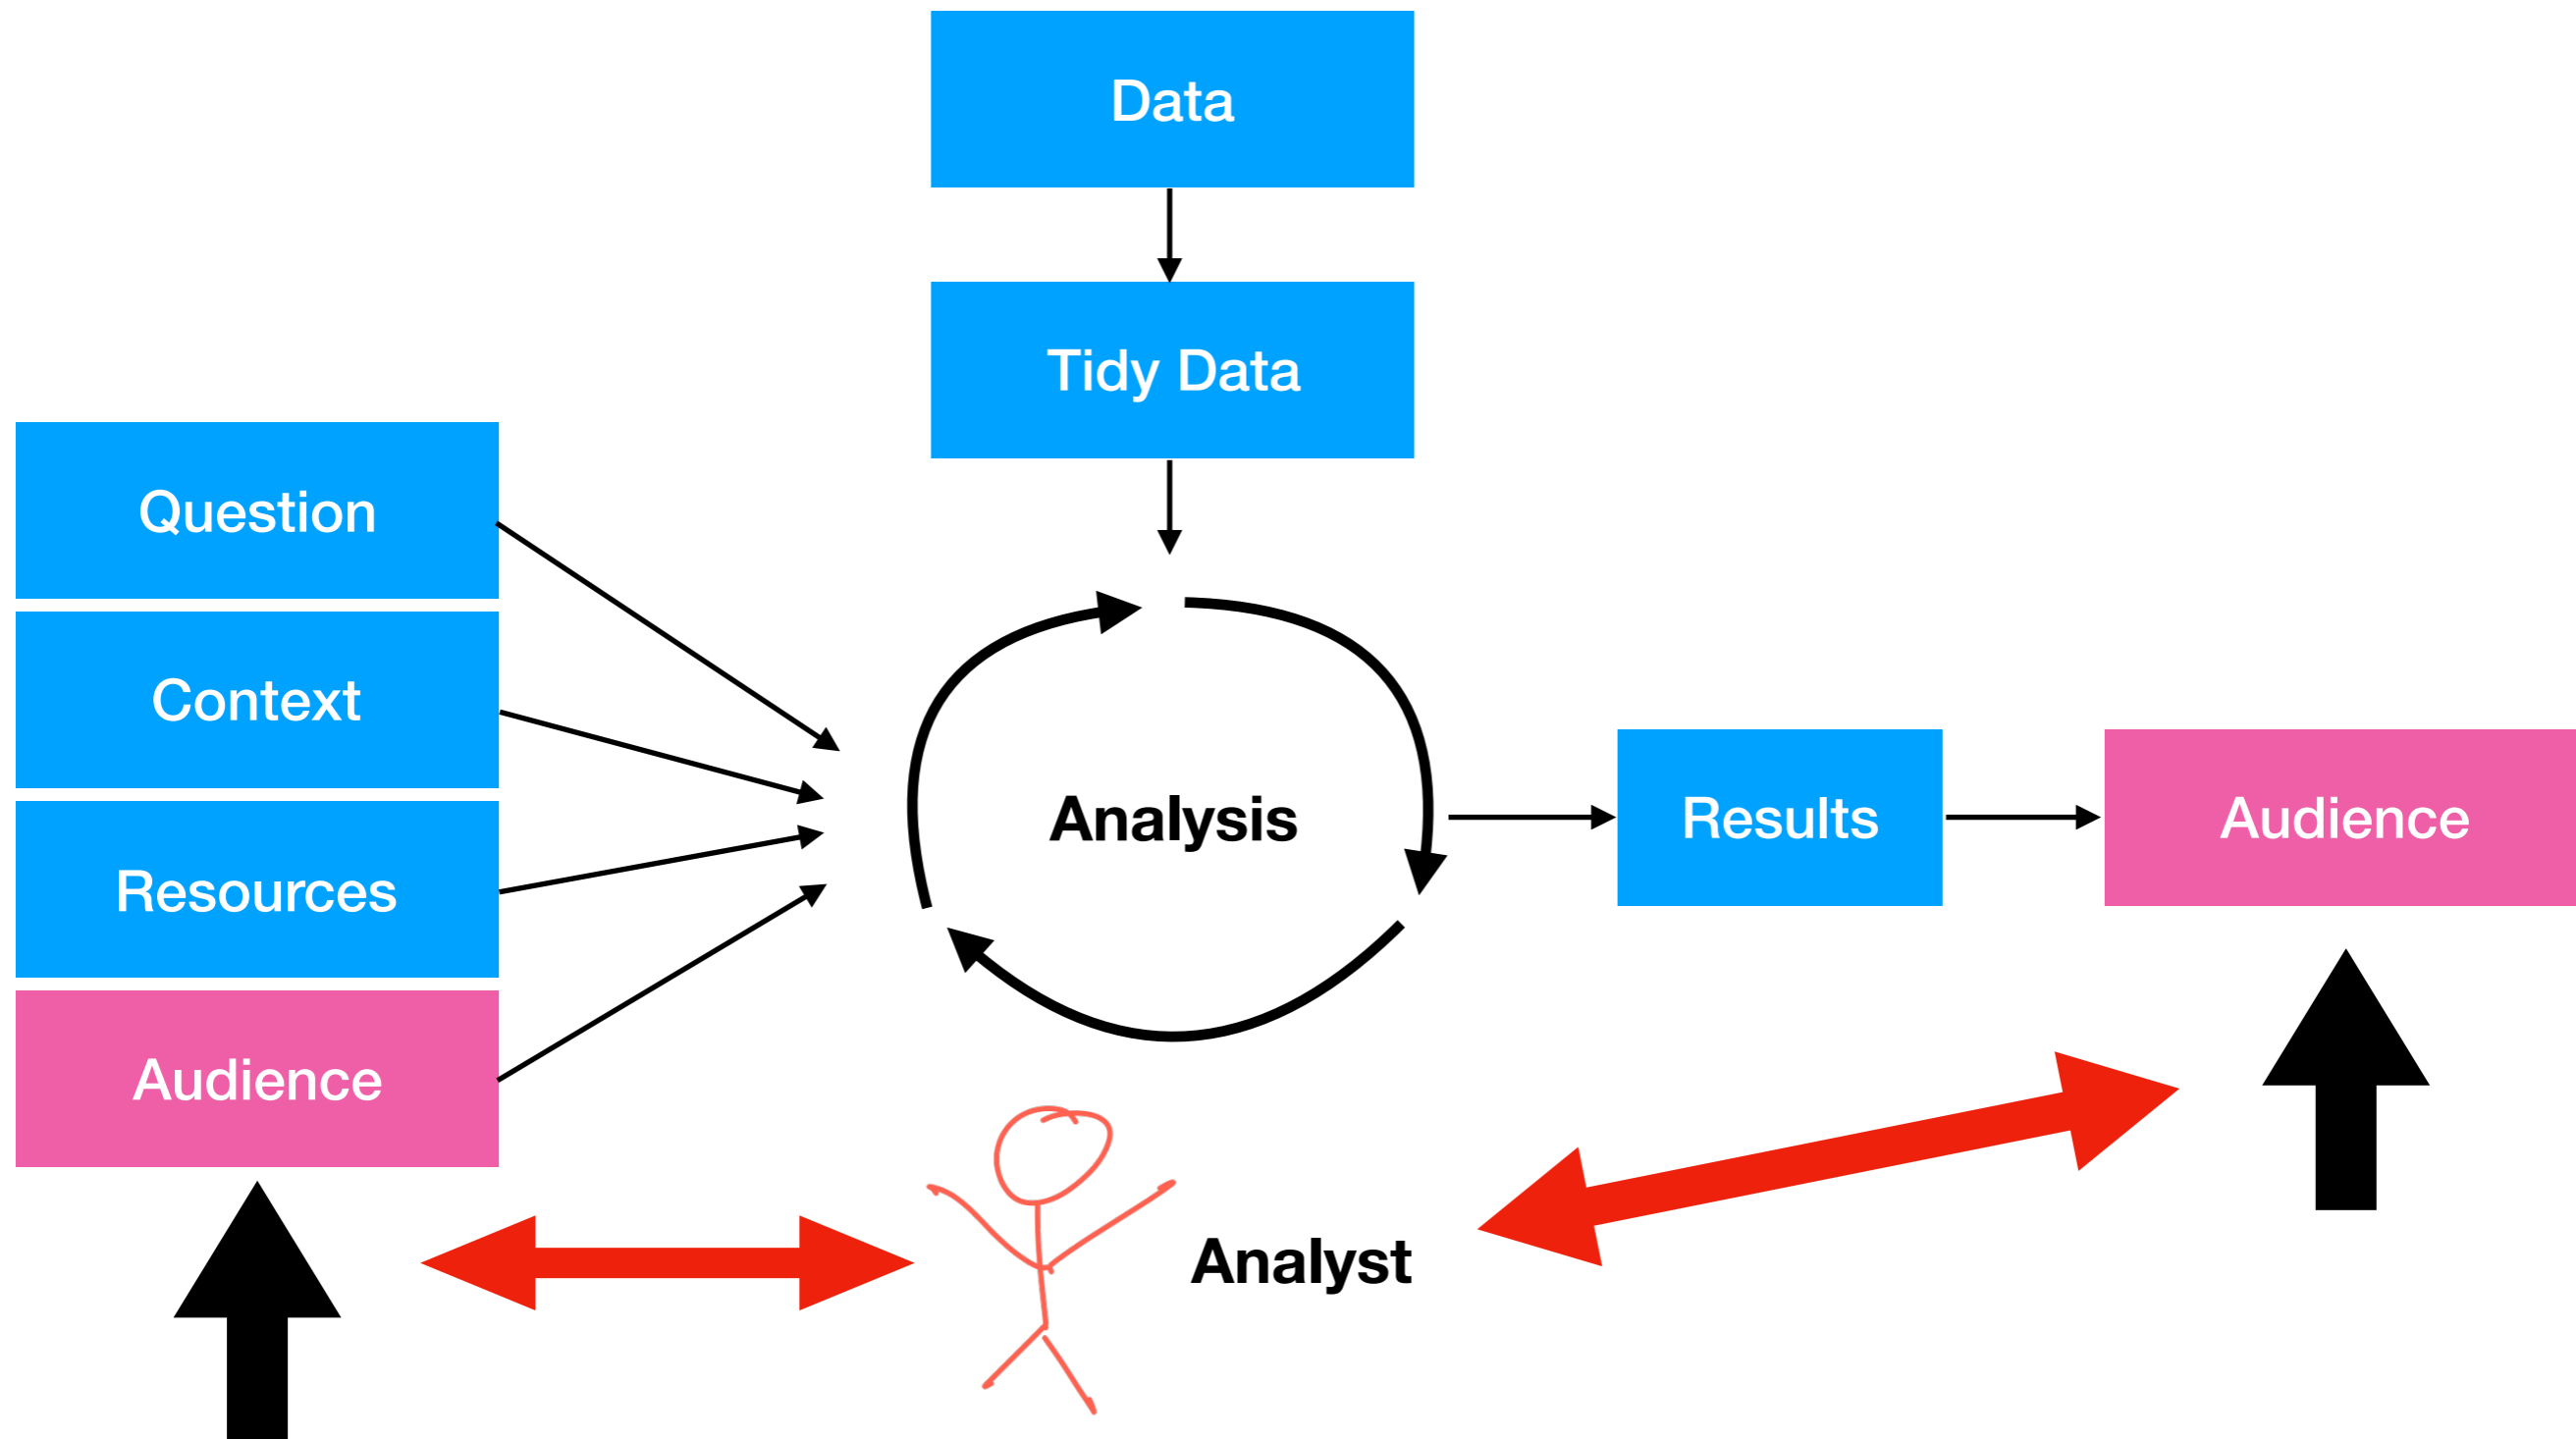 Data
Tidy Data
Question
Context
Resources
Audience
Analysis
Results
Audience
Analyst